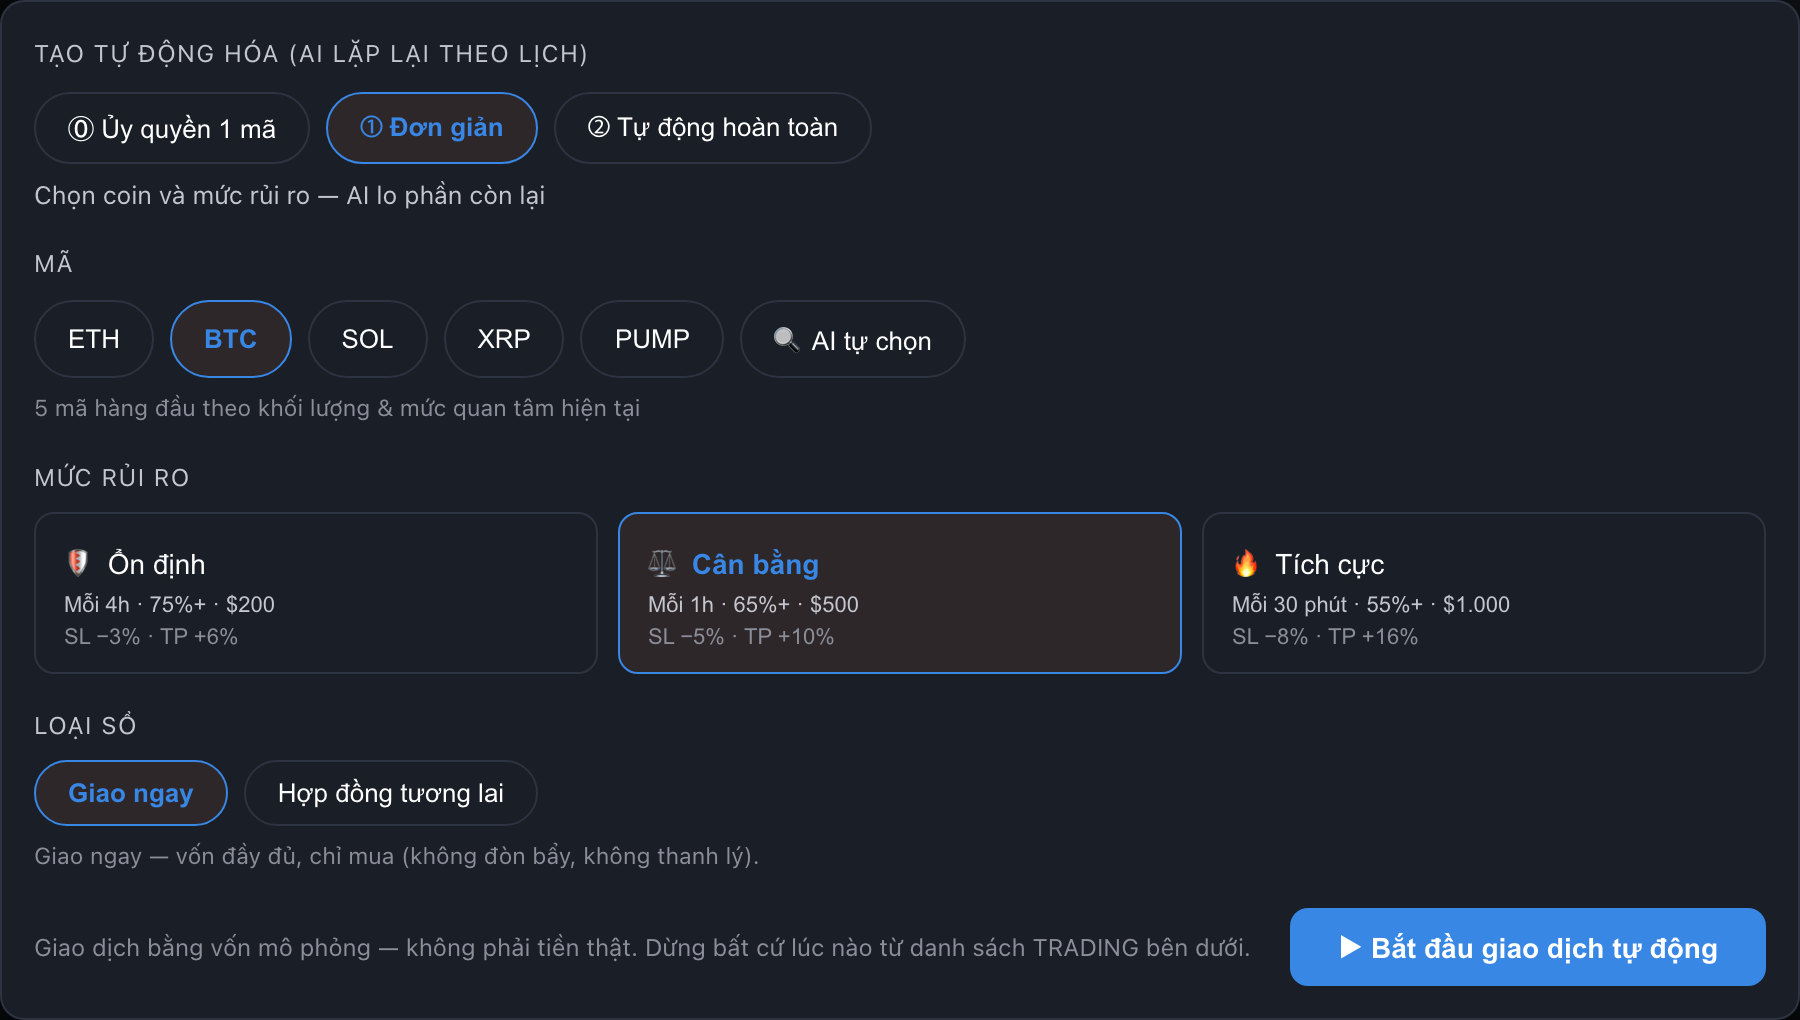 TẠO TỰ ĐỘNG HÓA (AI LẶP LẠI THEO LỊCH)
⓪ Ủy quyền 1 mã
① Đơn giản
② Tự động hoàn toàn
Chọn coin và mức rủi ro — AI lo phần còn lại
MÃ
ETH
BTC
SOL
XRP
PUMP
🔍 AI tự chọn
5 mã hàng đầu theo khối lượng & mức quan tâm hiện tại
MỨC RỦI RO
🛡️ Ổn định
Mỗi 4h · 75%+ · $200
SL −3% · TP +6%
⚖️ Cân bằng
Mỗi 1h · 65%+ · $500
SL −5% · TP +10%
🔥 Tích cực
Mỗi 30 phút · 55%+ · $1.000
SL −8% · TP +16%
LOẠI SỔ
Giao ngay
Hợp đồng tương lai
Giao ngay — vốn đầy đủ, chỉ mua (không đòn bẩy, không thanh lý).
Giao dịch bằng vốn mô phỏng — không phải tiền thật. Dừng bất cứ lúc nào từ danh sách TRADING bên dưới.
▶ Bắt đầu giao dịch tự động